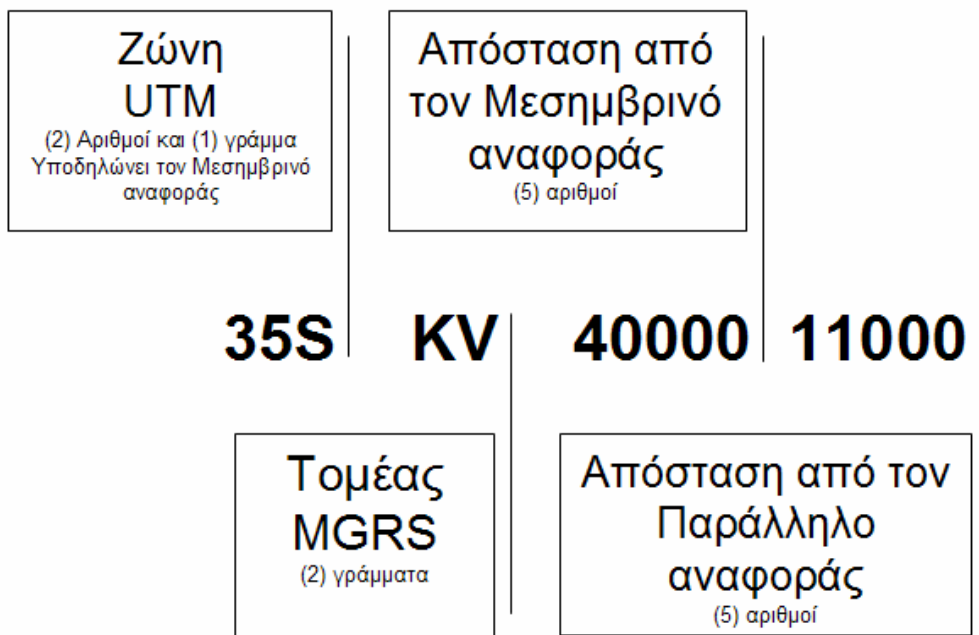 Ζώνη
UTM
(2) Αριθμοί και (1) γράμμα
Υποδηλώνει τον Μεσημβρινό
αναφοράς
Απόσταση από
τον Μεσημβρινό
αναφοράς
(5) αριθμοί
35S KV 40000 11000
Τομέας
MGRS
(2) γράμματα
Απόσταση από τον
Παράλληλο
αναφοράς
(5) αριθμοί